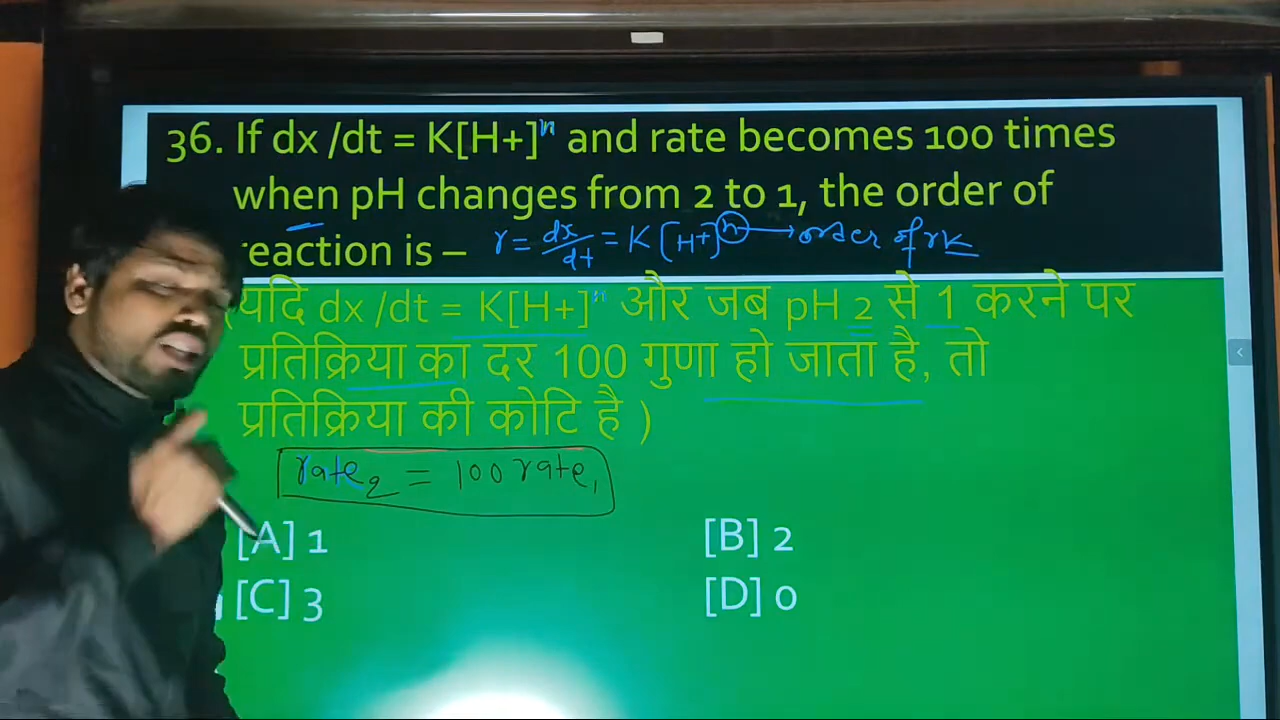 36. If dx /dt = K[H+]ⁿ and rate becomes 100 times
when pH changes from 2 to 1, the order of
reaction is –
r = dx/dt = K [H+]ⁿ → order of rx
(यदि dx /dt = K[H+]ⁿ और जब pH 2 से 1 करने पर
प्रतिक्रिया का दर 100 गुणा हो जाता है, तो
प्रतिक्रिया की कोटि है )
rate₂ = 100 rate₁
[A] 1 [B] 2
[C] 3 [D] 0